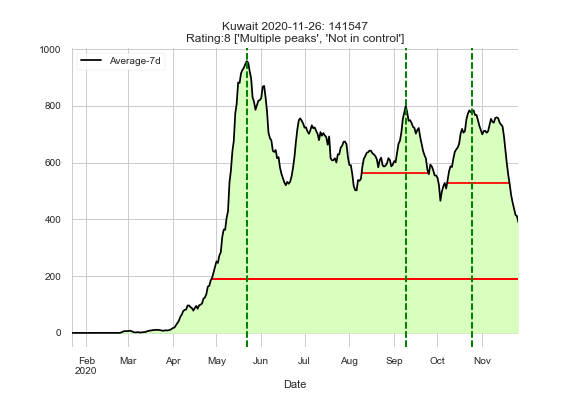 Kuwait 2020-11-26: 141547
Rating:8 ['Multiple peaks', 'Not in control']
Average-7d
1000
800
600
400
200
0
Feb Mar Apr May Jun Jul Aug Sep Oct Nov
2020
Date